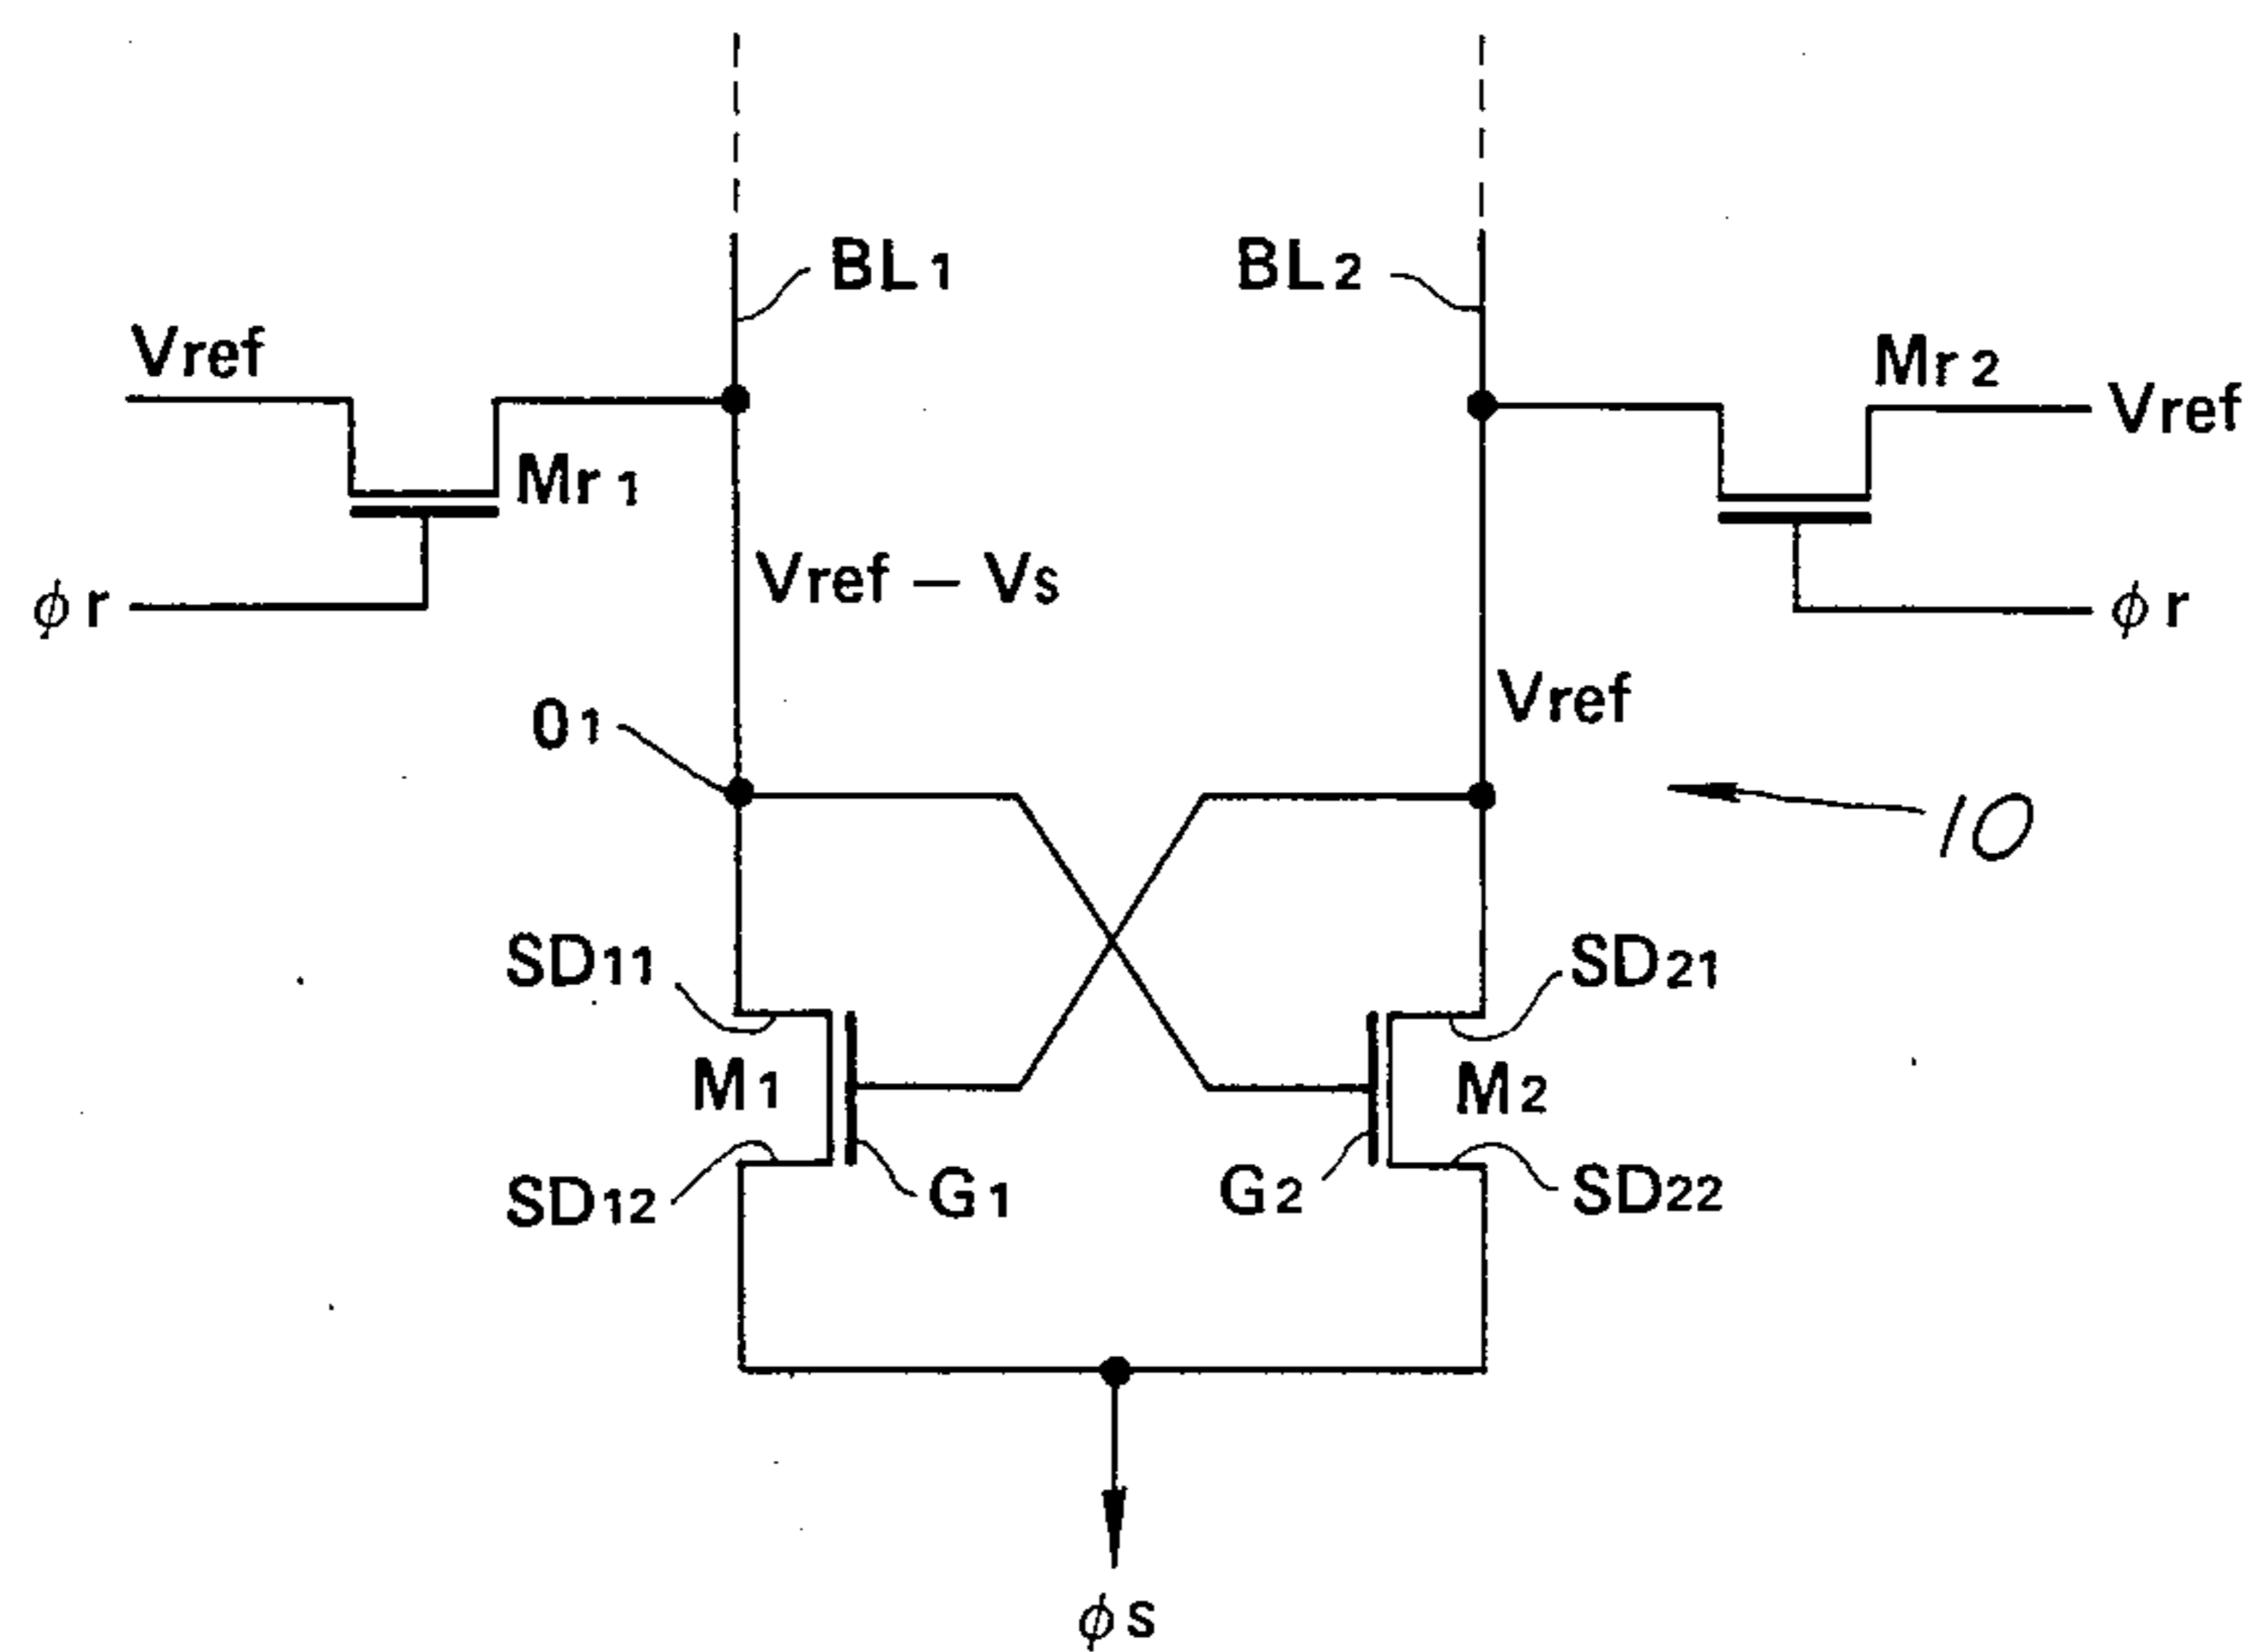 BL1
BL2
Vref
Mr2
Vref
Mr1
Vref – Vs
φr
φr
Vref
01
10
SD11
SD21
M1
M2
SD12
G1
G2
SD22
φs